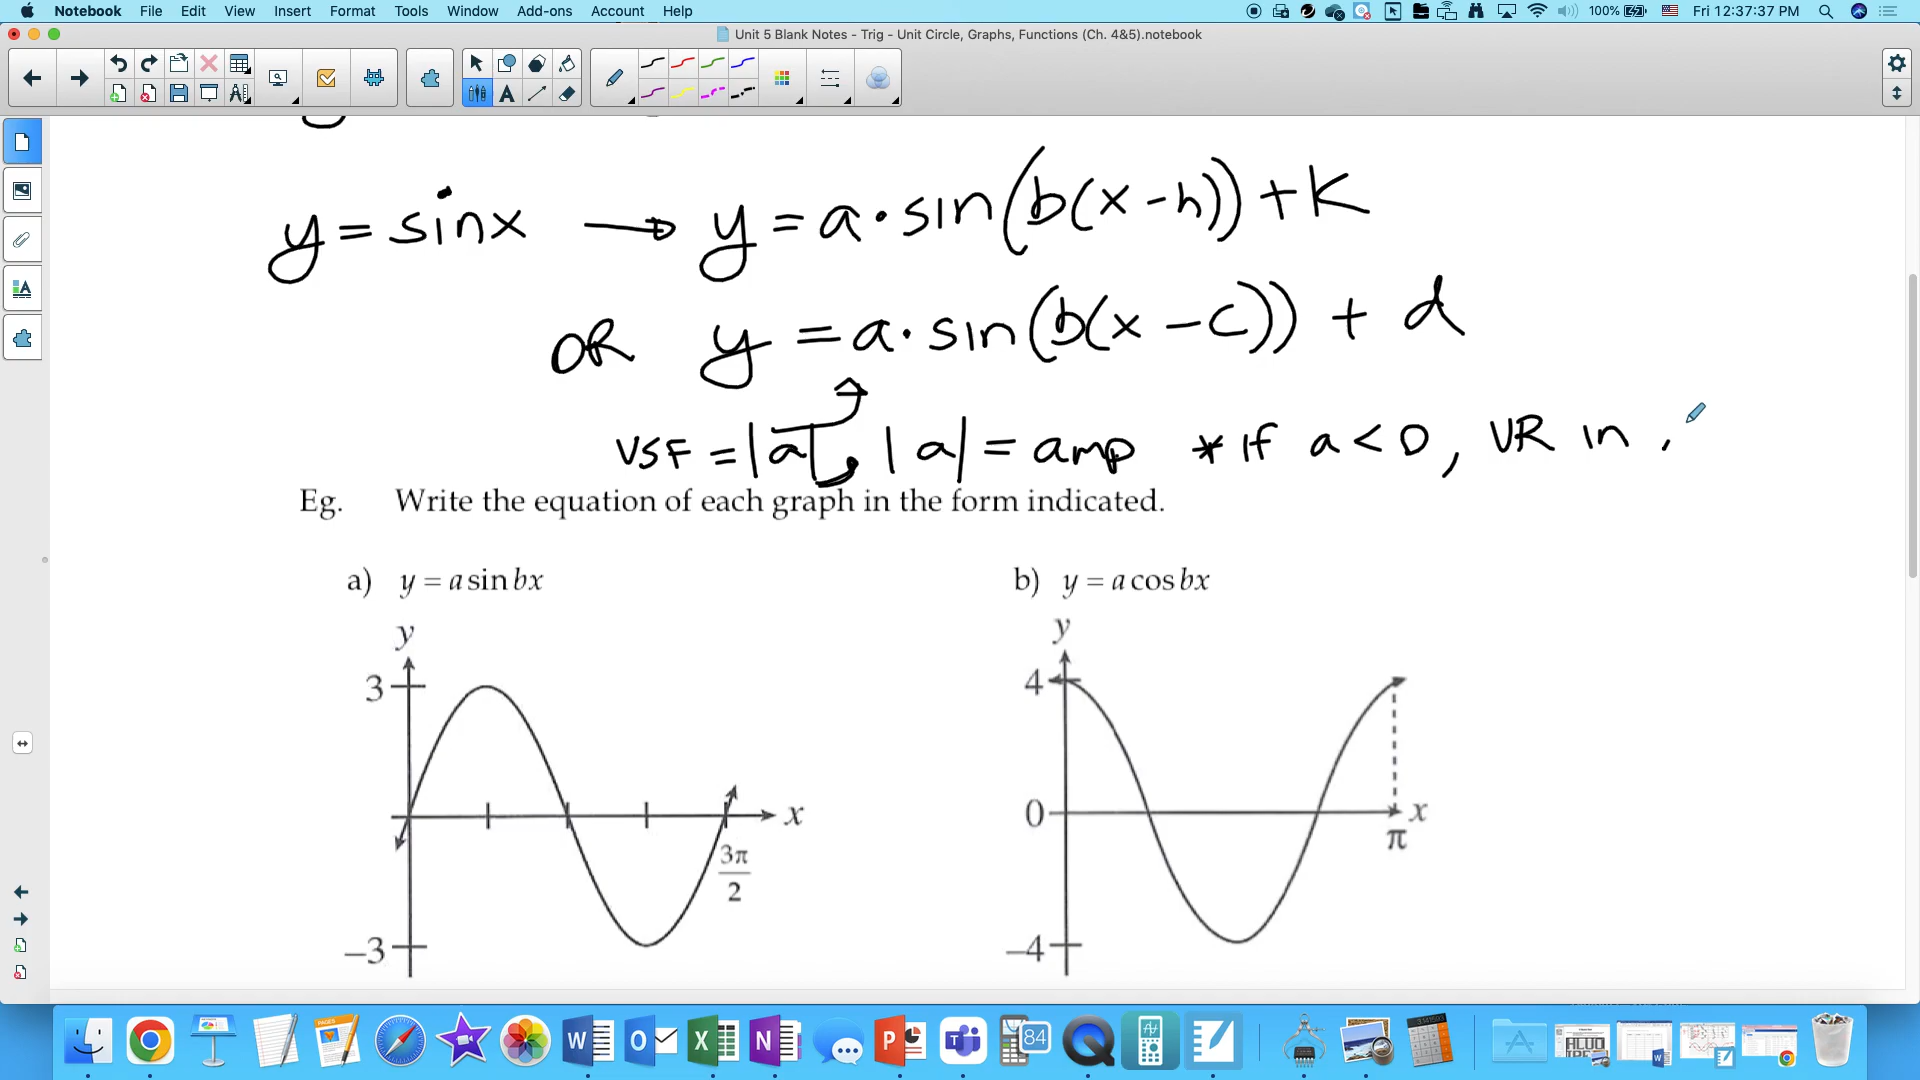 Notebook File Edit View Insert Format Tools Window Add-ons Account Help 100% Fri 12:37:37 PM
Unit 5 Blank Notes - Trig - Unit Circle, Graphs, Functions (Ch. 4&5).notebook
y = sinx → y = a·sin(b(x-h)) + K
OR y = a·sin(b(x-c)) + d
VSF = |a|, |a| = amp * If a < 0, VR in
Eg. Write the equation of each graph in the form indicated.
a) y = a sin bx
b) y = a cos bx
y
3
x
3π
2
-3
y
4
0
x
π
-4
84